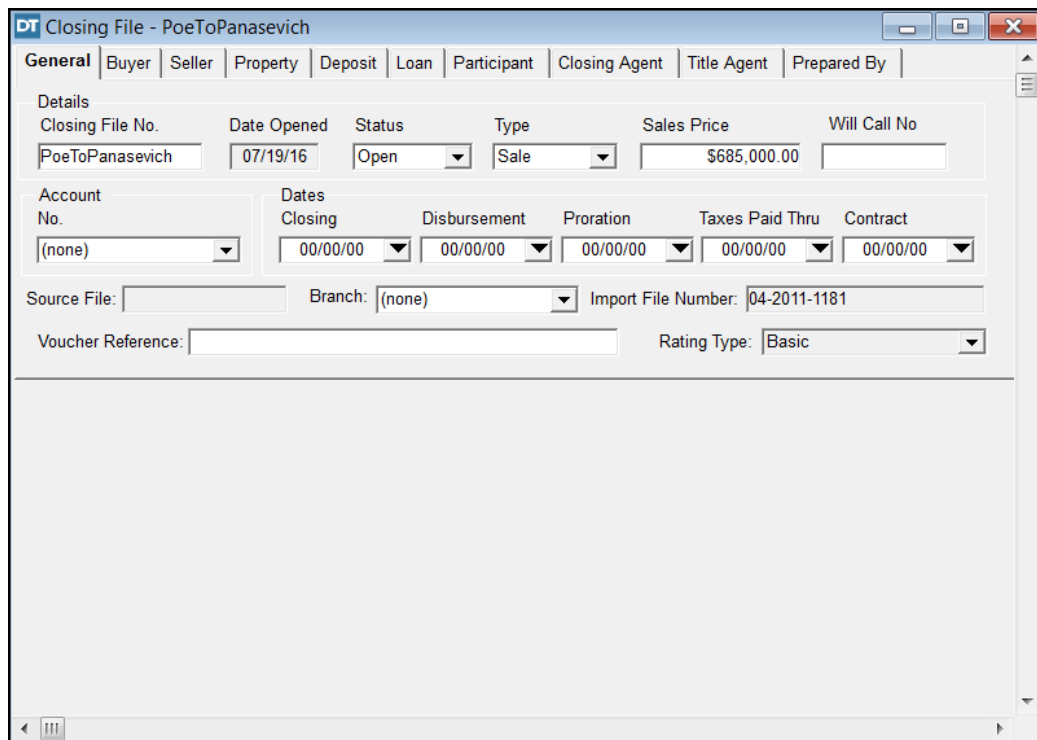 DT Closing File - PoeToPanasevich
General Buyer Seller Property Deposit Loan Participant Closing Agent Title Agent Prepared By
Details
Closing File No. Date Opened Status Type Sales Price Will Call No
PoeToPanasevich 07/19/16 Open Sale $685,000.00
Account Dates
No. Closing Disbursement Proration Taxes Paid Thru Contract
(none) 00/00/00 00/00/00 00/00/00 00/00/00 00/00/00
Source File: Branch: (none) Import File Number: 04-2011-1181
Voucher Reference: Rating Type: Basic